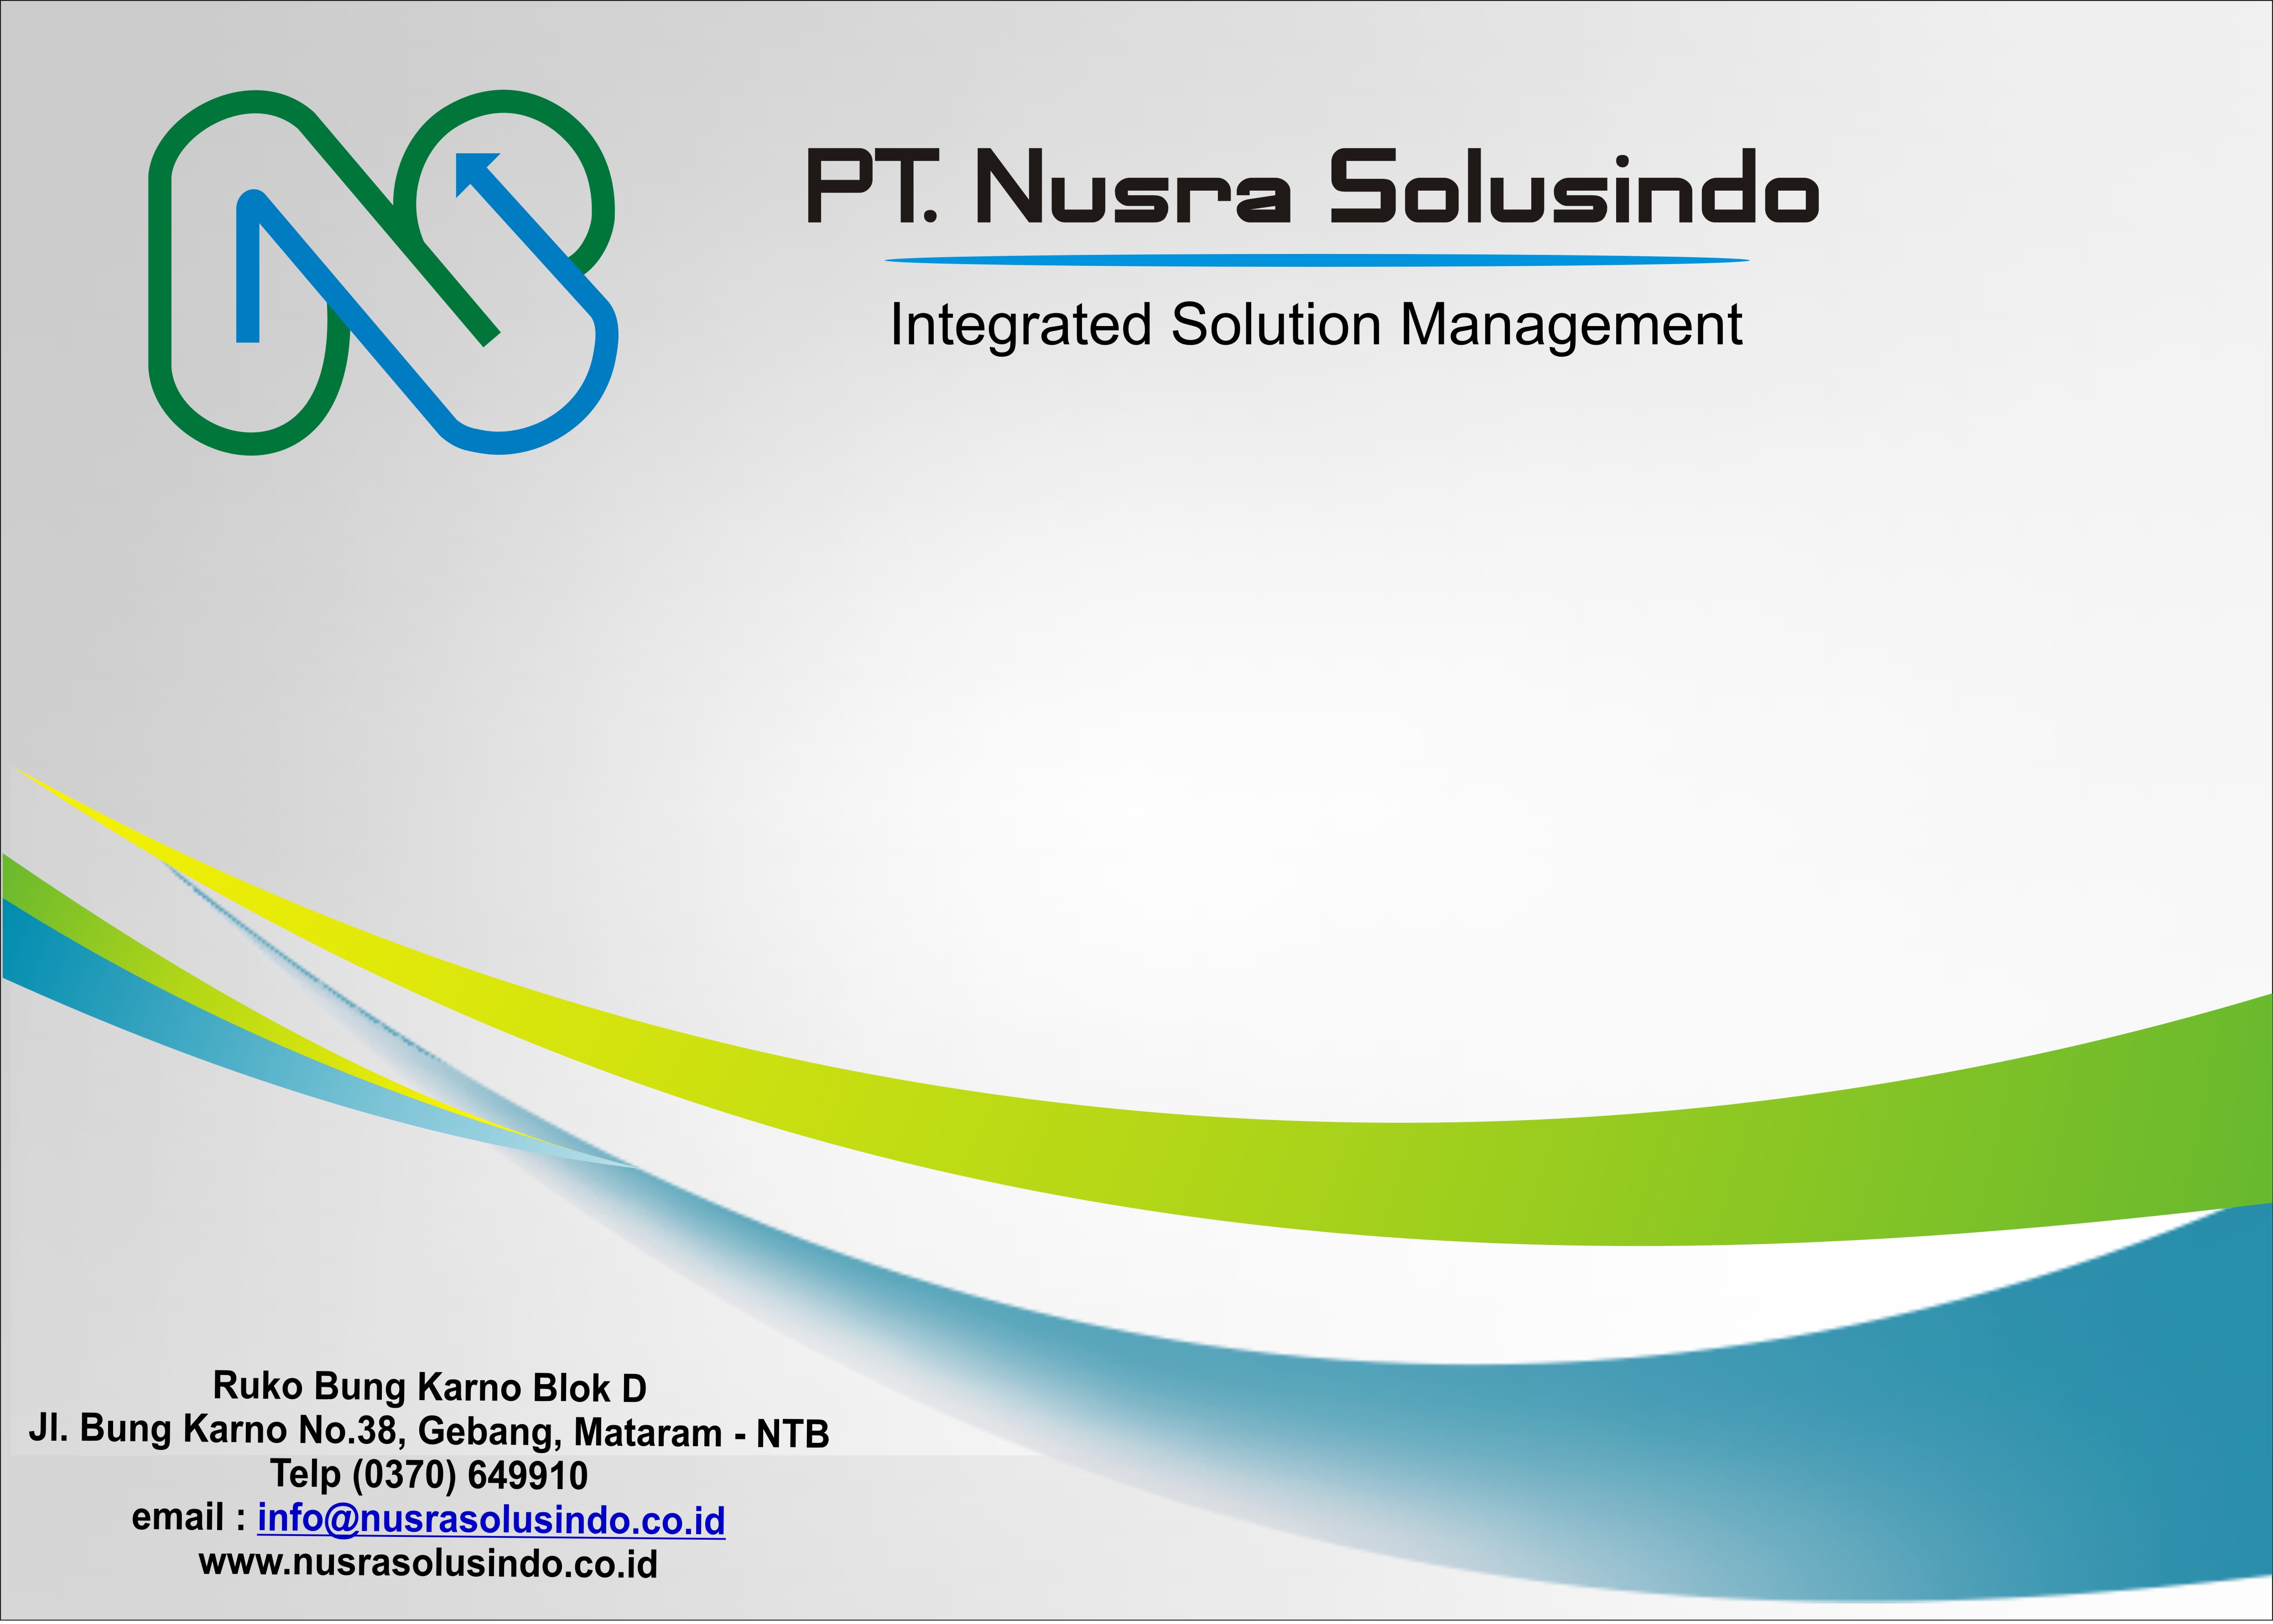 PT. Nusra Solusindo
Integrated Solution Management
Ruko Bung Karno Blok D
Jl. Bung Karno No.38, Gebang, Mataram - NTB
Telp (0370) 649910
email : info@nusrasolusindo.co.id
www.nusrasolusindo.co.id